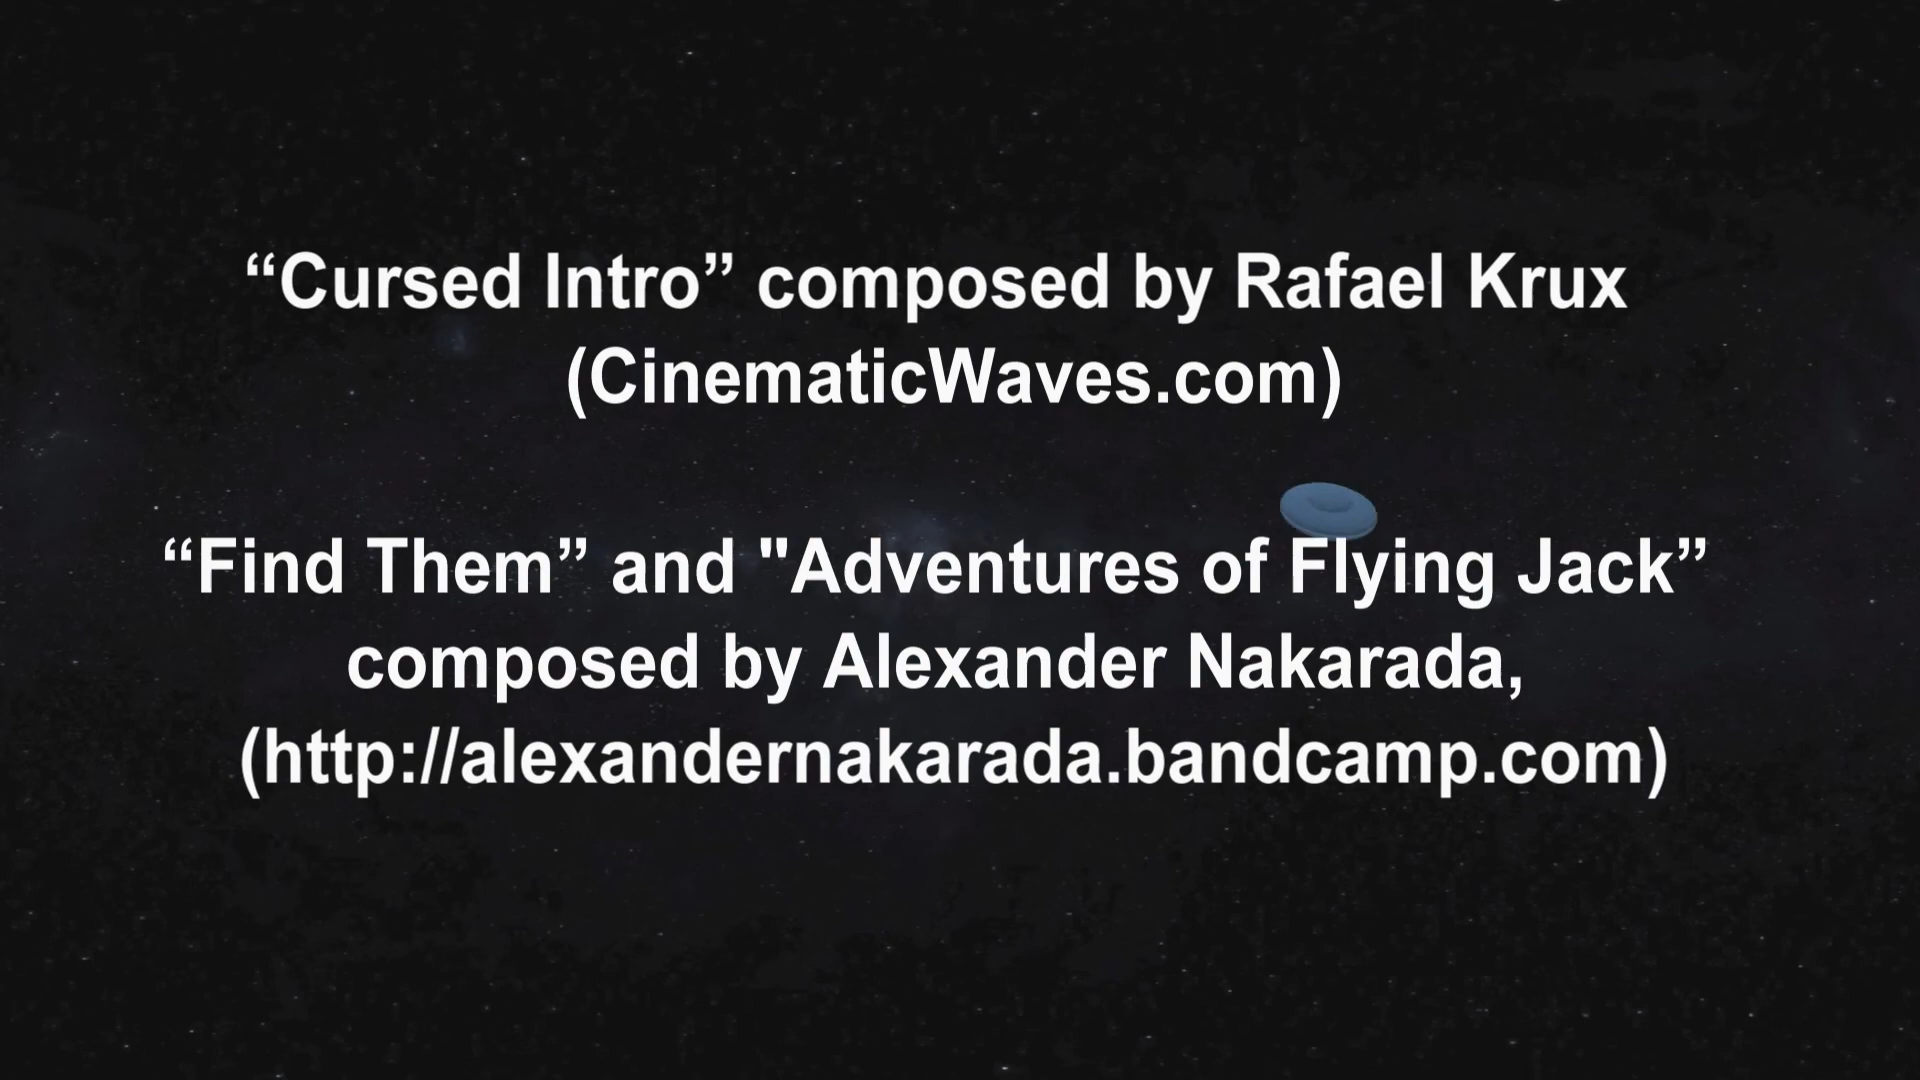 “Cursed Intro” composed by Rafael Krux
(CinematicWaves.com)
“Find Them” and "Adventures of Flying Jack”
composed by Alexander Nakarada,
(http://alexandernakarada.bandcamp.com)